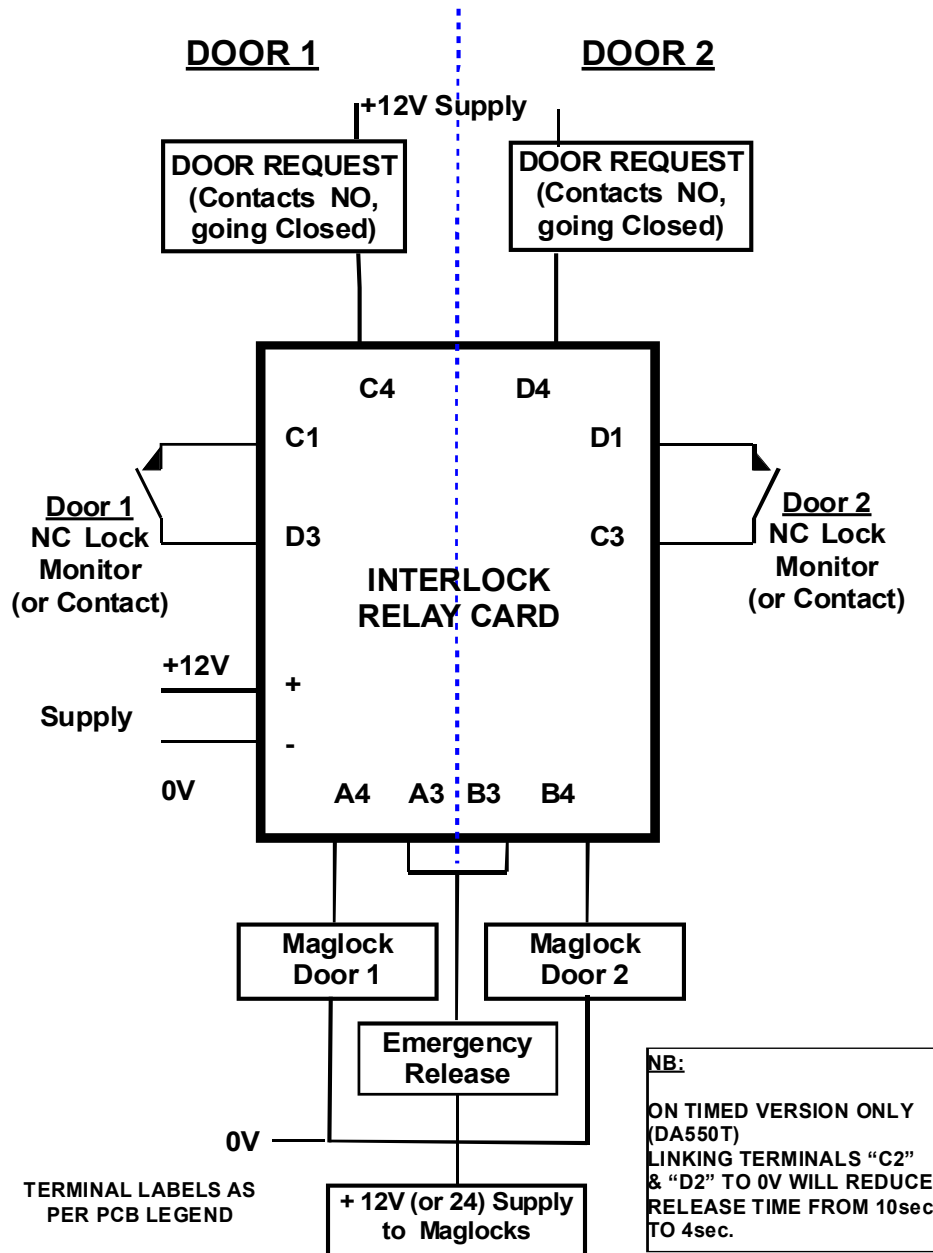 DOOR 1
DOOR 2
+12V Supply
DOOR REQUEST
(Contacts NO,
going Closed)
DOOR REQUEST
(Contacts NO,
going Closed)
C4
D4
C1
D1
Door 1
NC Lock
Monitor
(or Contact)
D3
C3
Door 2
NC Lock
Monitor
(or Contact)
INTERLOCK
RELAY CARD
+12V
+
Supply
-
0V
A4
A3
B3
B4
Maglock
Door 1
Maglock
Door 2
Emergency
Release
0V
TERMINAL LABELS AS
PER PCB LEGEND
+ 12V (or 24) Supply
to Maglocks
NB:
ON TIMED VERSION ONLY
(DA550T)
LINKING TERMINALS “C2”
& “D2” TO 0V WILL REDUCE
RELEASE TIME FROM 10sec
TO 4sec.